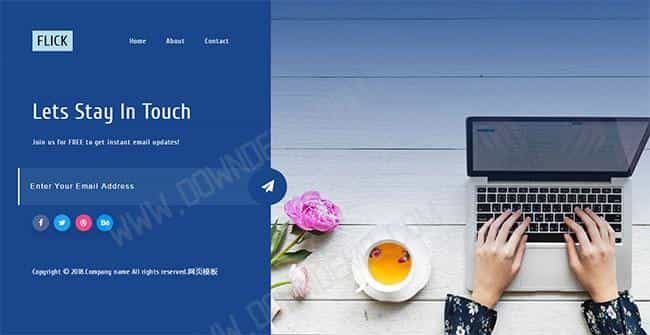 FLICK
Home About Contact
Lets Stay In Touch
Join us for FREE to get instant email updates!
Enter Your Email Address
f Bē
Copyright © 2018.Company name All rights reserved.网页模板